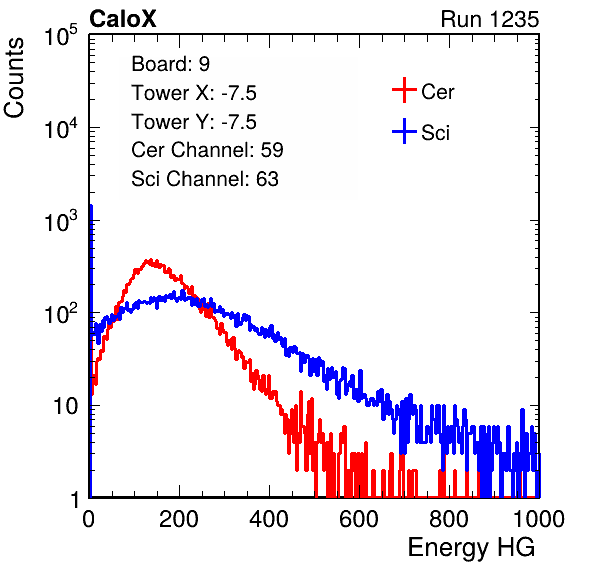 CaloX Run 1235
Counts
Board: 9
Tower X: -7.5
Tower Y: -7.5
Cer Channel: 59
Sci Channel: 63
Cer
Sci
10^5
10^4
10^3
10^2
10
1
0 200 400 600 800 1000
Energy HG